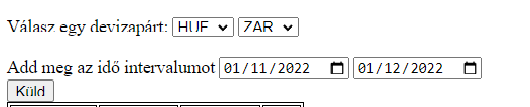 Válasz egy devizapárt: HUF ZAR
Add meg az idő intervalumot 01/11/2022 01/12/2022
Küld